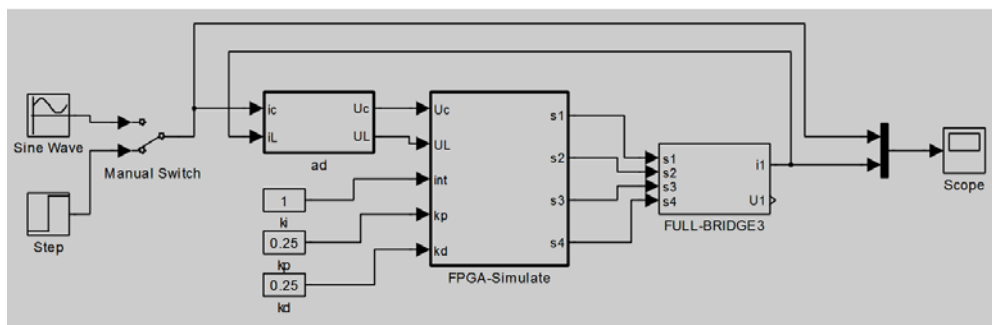 Sine Wave
Manual Switch
Step
ic
iL
Uc
UL
ad
1
ki
0.25
kp
0.25
kd
Uc
UL
int
kp
kd
s1
s2
s3
s4
FPGA-Simulate
s1
s2
s3
s4
i1
U1
FULL-BRIDGE3
Scope